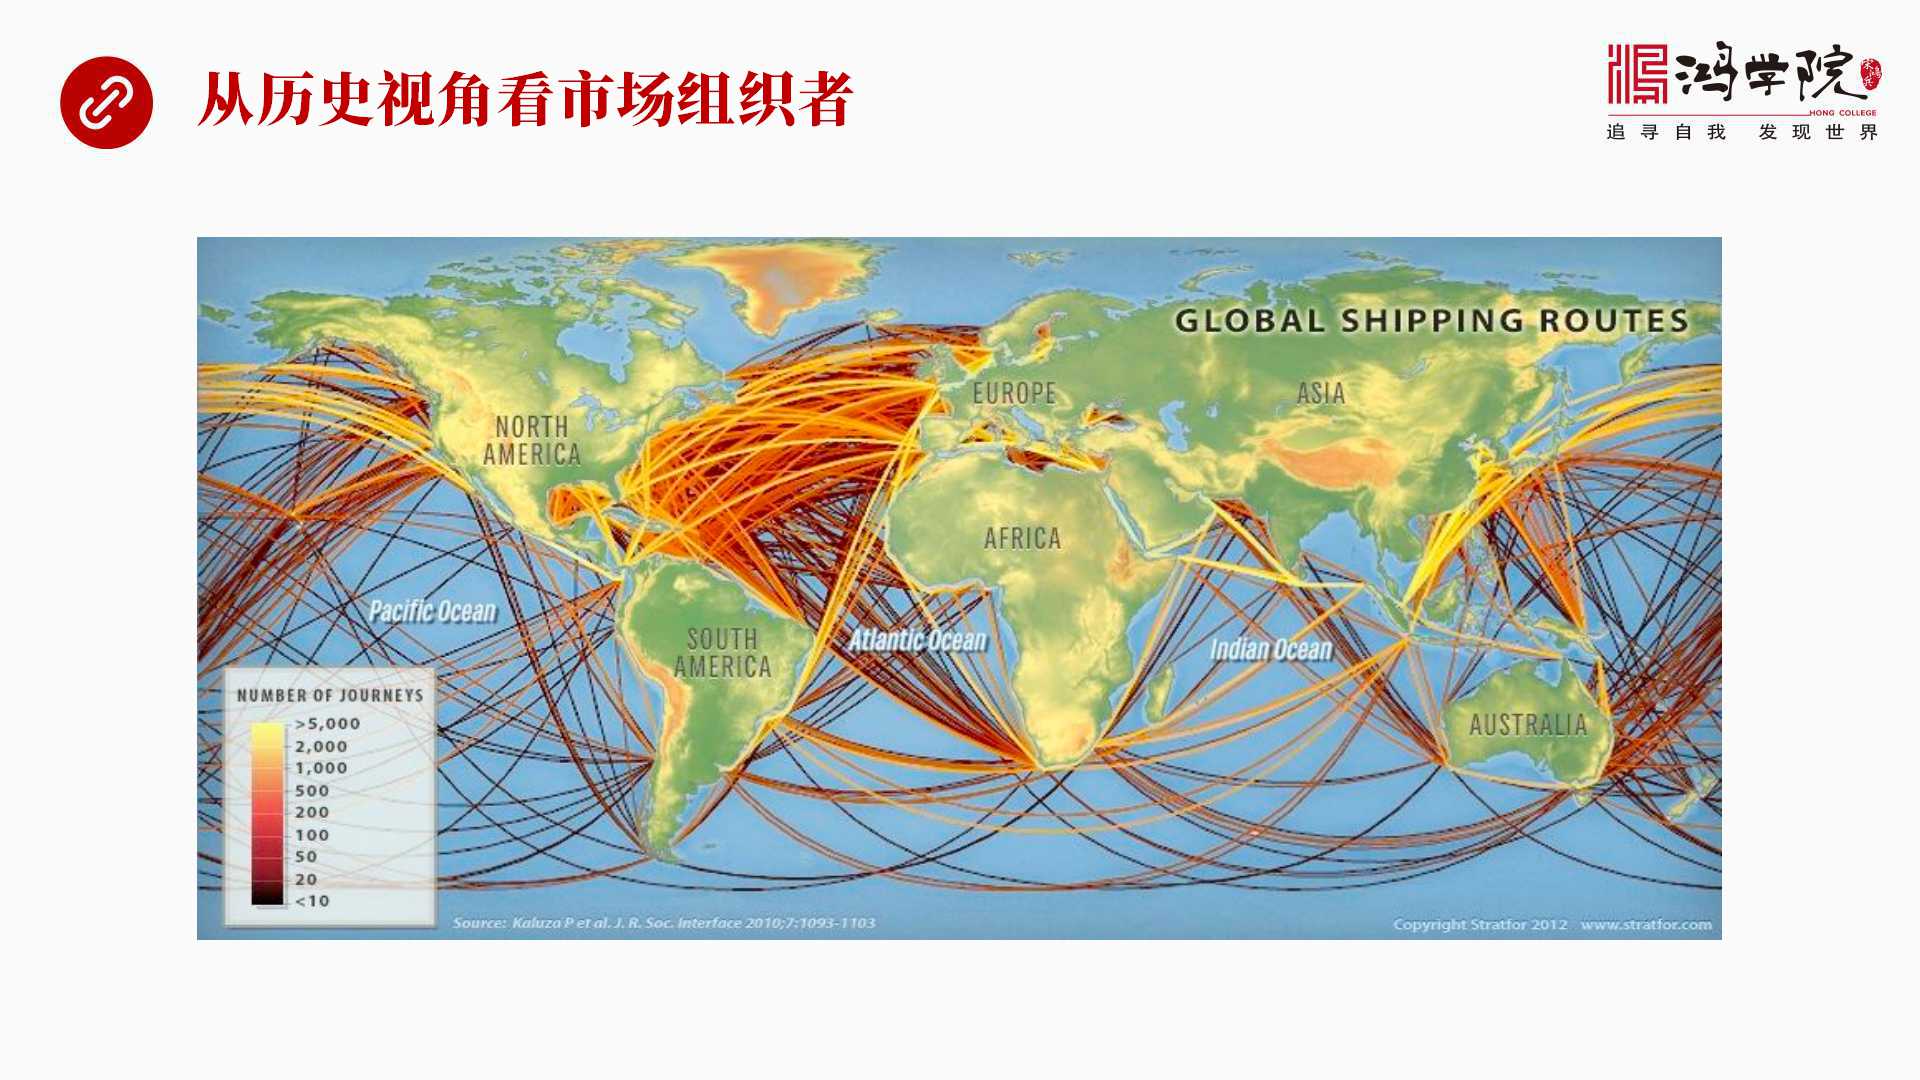 从历史视角看市场组织者
鸿学院
宋鸿兵
HONG COLLEGE
追寻自我 发现世界
GLOBAL SHIPPING ROUTES
NORTH
AMERICA
EUROPE
ASIA
AFRICA
Pacific Ocean
SOUTH
AMERICA
Atlantic Ocean
Indian Ocean
AUSTRALIA
NUMBER OF JOURNEYS
>5,000
2,000
1,000
500
200
100
50
20
<10
Source: Kaluza P et al. J. R. Soc. Interface 2010;7:1093-1103
Copyright Stratfor 2012 www.stratfor.com